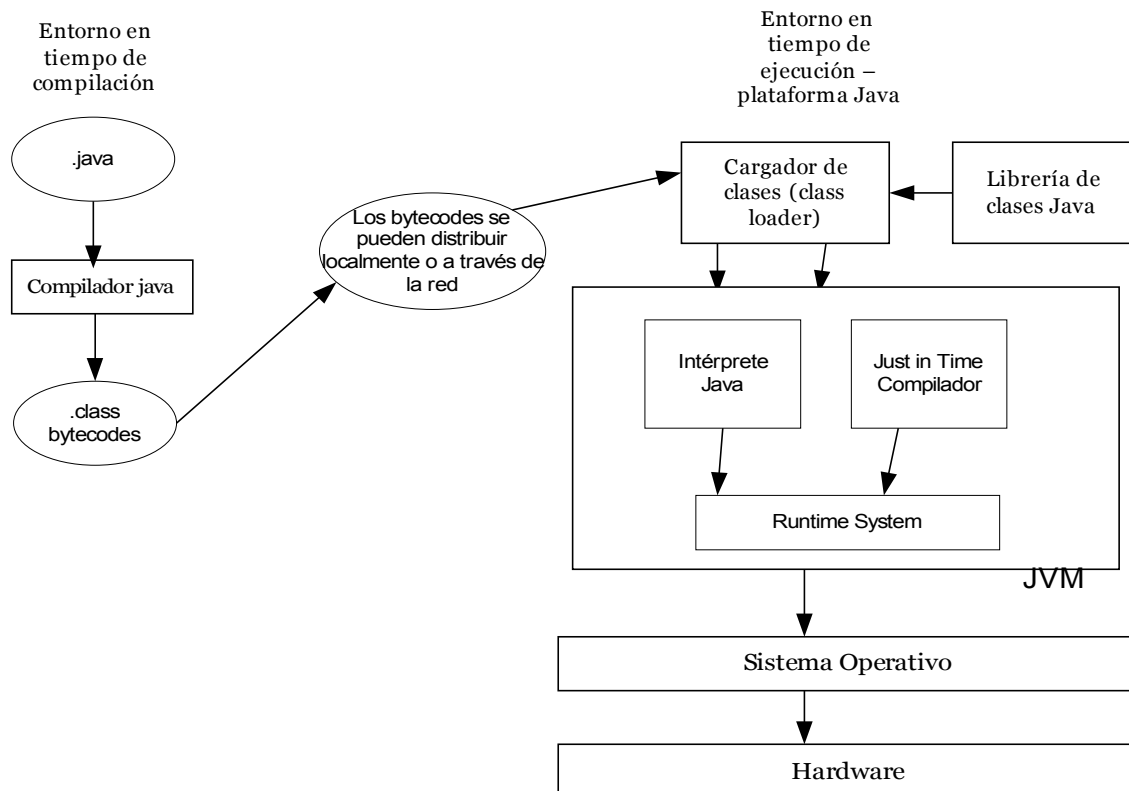 Entorno en
tiempo de
compilación
.java
Compilador java
.class
bytecodes
Los bytecodes se
pueden distribuir
localmente o a través de
la red
Entorno en
tiempo de
ejecución –
plataforma Java
Cargador de
clases (class
loader)
Librería de
clases Java
Intérprete
Java
Just in Time
Compilador
Runtime System
JVM
Sistema Operativo
Hardware